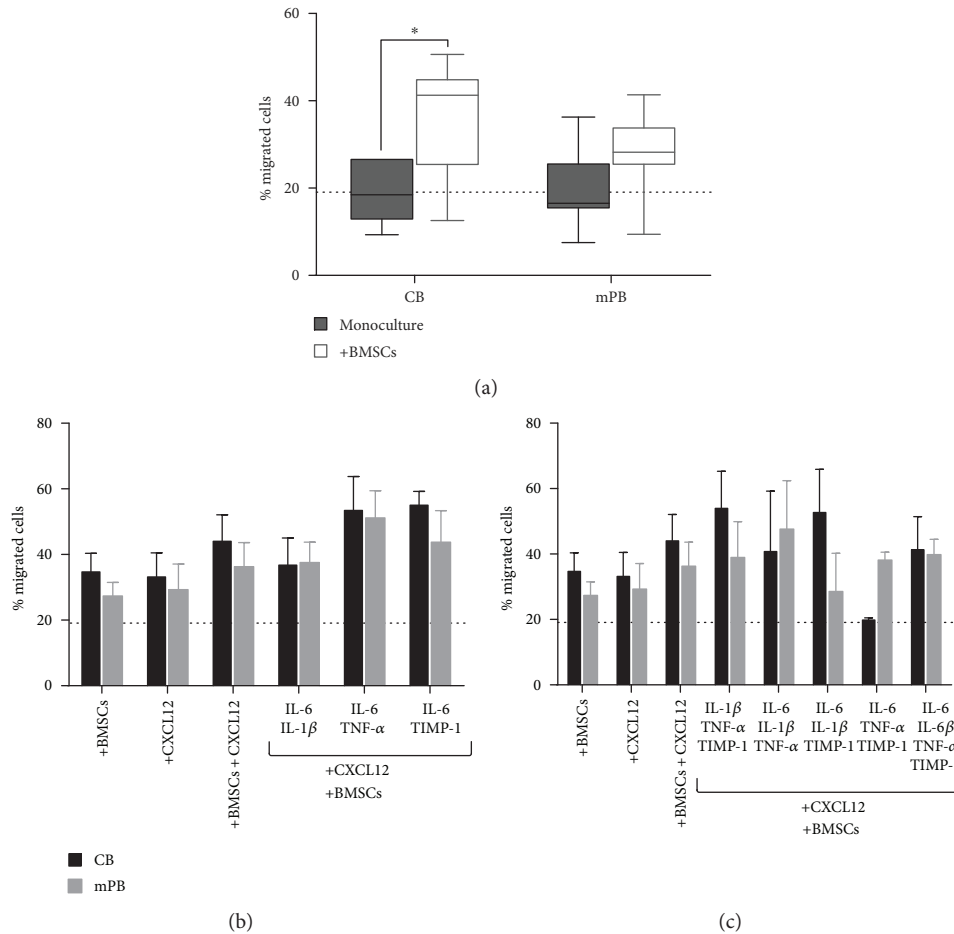 60
40
20
0
% migrated cells
*
CB
mPB
Monoculture
+BMSCs
(a)
80
60
40
20
0
% migrated cells
+BMSCs
+CXCL12
+BMSCs + CXCL12
IL-6
IL-1β
IL-6
TNF-α
IL-6
TIMP-1
+CXCL12
+BMSCs
CB
mPB
(b)
80
60
40
20
0
% migrated cells
+BMSCs
+CXCL12
+BMSCs + CXCL12
IL-1β
TNF-α
TIMP-1
IL-6
IL-1β
TNF-α
IL-6
IL-1β
TIMP-1
IL-6
TNF-α
TIMP-1
IL-6
IL-6β
TNF-α
TIMP-
+CXCL12
+BMSCs
(c)